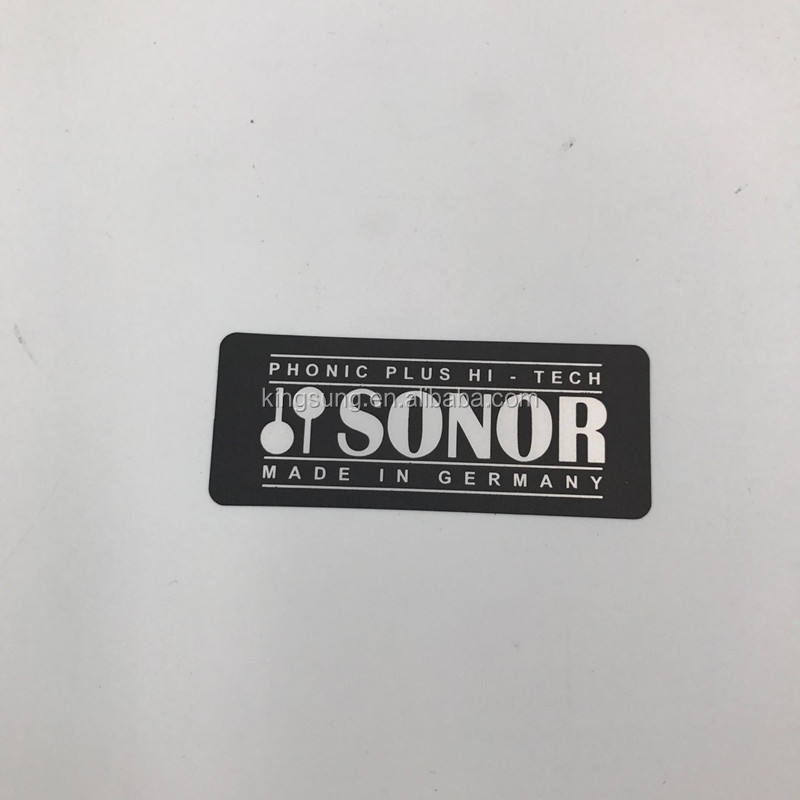 PHONIC PLUS HI - TECH
kingsung.en.alibaba.com
SONOR
MADE IN GERMANY